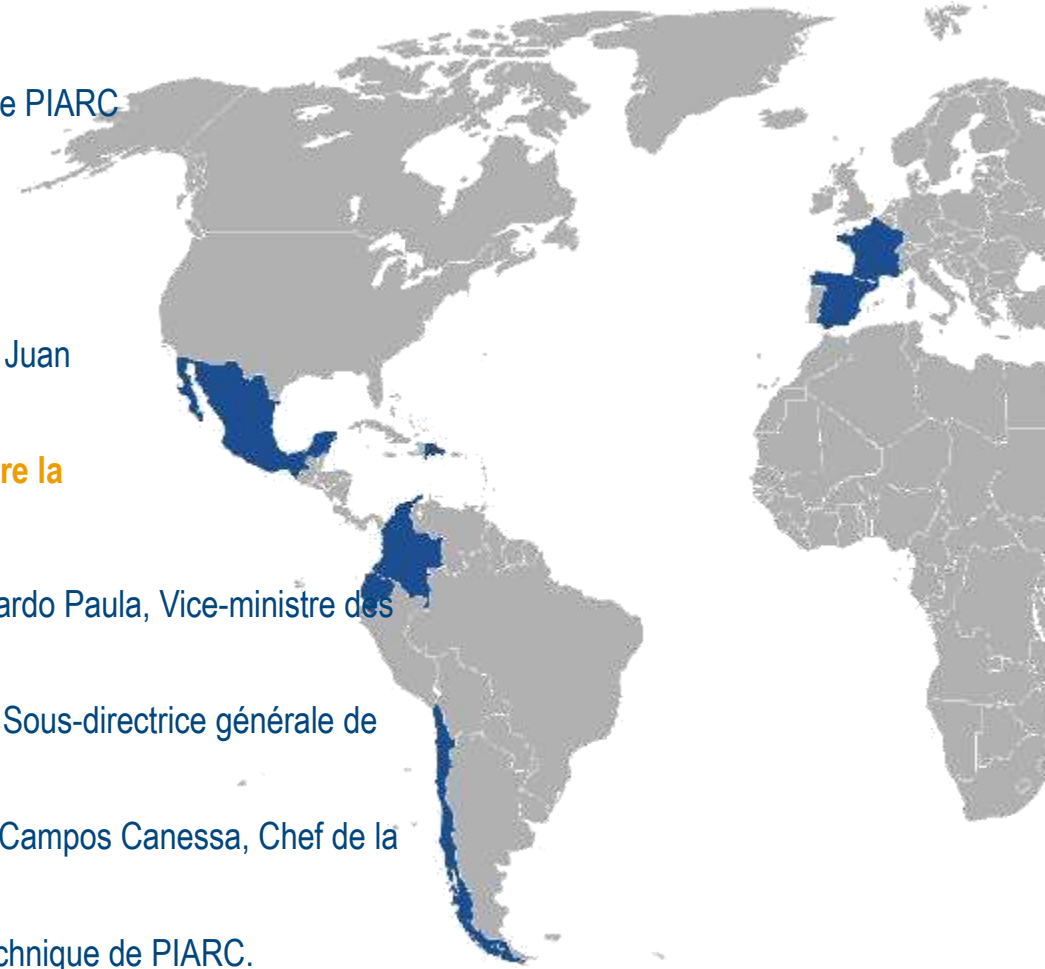 e PIARC
Juan
re la
ardo Paula, Vice-ministre des
Sous-directrice générale de
Campos Canessa, Chef de la
chnique de PIARC.